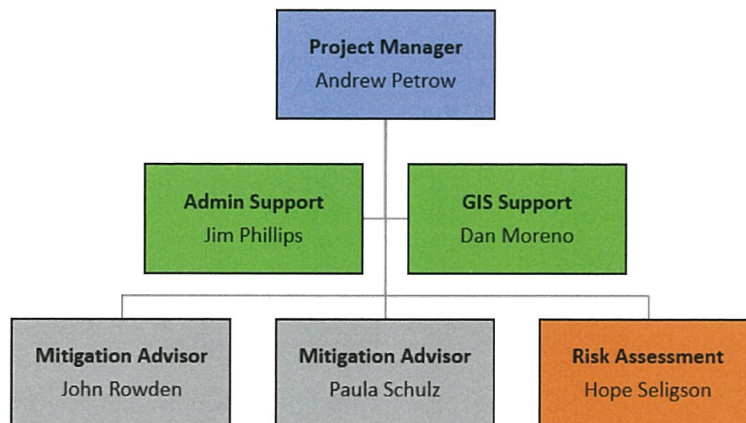 Project Manager
Andrew Petrow
Admin Support
Jim Phillips
GIS Support
Dan Moreno
Mitigation Advisor
John Rowden
Mitigation Advisor
Paula Schulz
Risk Assessment
Hope Seligson